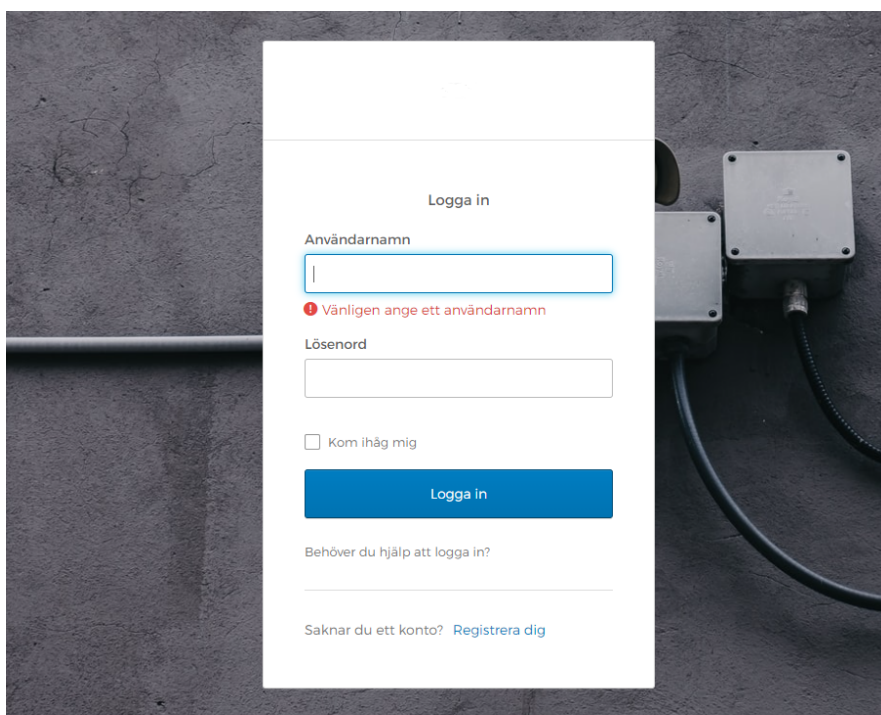 Logga in
Användarnamn
Vänligen ange ett användarnamn
Lösenord
Kom ihåg mig
Logga in
Behöver du hjälp att logga in?
Saknar du ett konto? Registrera dig